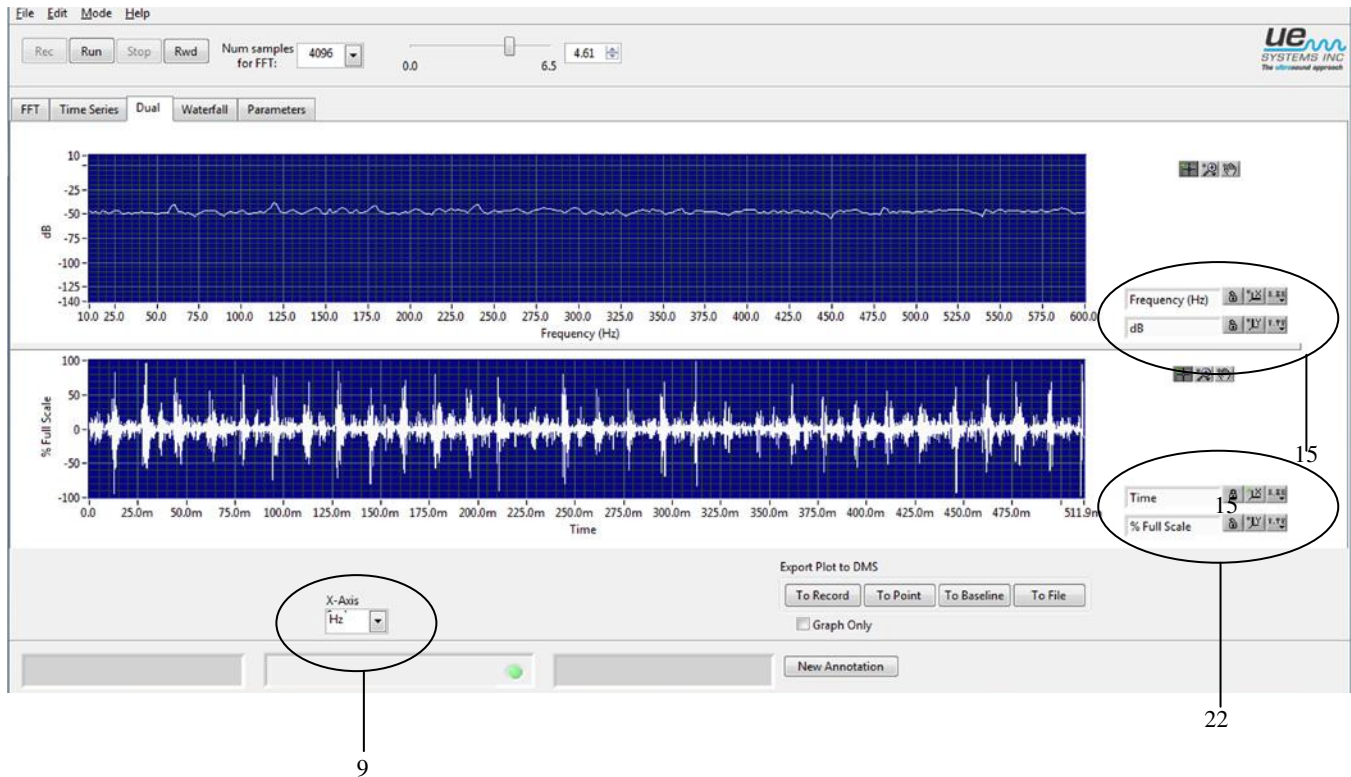 File Edit Mode Help
Rec Run Stop Rwd Num samples for FFT: 4096 0.0 6.5 4.61
ue
SYSTEMS INC
The ultrasound approach
FFT Time Series Dual Waterfall Parameters
10
-25
-50
-75
-100
-125
-140
dB
10.0 25.0 50.0 75.0 100.0 125.0 150.0 175.0 200.0 225.0 250.0 275.0 300.0 325.0 350.0 375.0 400.0 425.0 450.0 475.0 500.0 525.0 550.0 575.0 600.0
Frequency (Hz)
Frequency (Hz)
dB
15
100
50
0
-50
-100
% Full Scale
0.0 25.0m 50.0m 75.0m 100.0m 125.0m 150.0m 175.0m 200.0m 225.0m 250.0m 275.0m 300.0m 325.0m 350.0m 375.0m 400.0m 425.0m 450.0m 475.0m 511.9m
Time
Time
15
% Full Scale
Export Plot to DMS
To Record To Point To Baseline To File
Graph Only
X-Axis
Hz
New Annotation
22
9